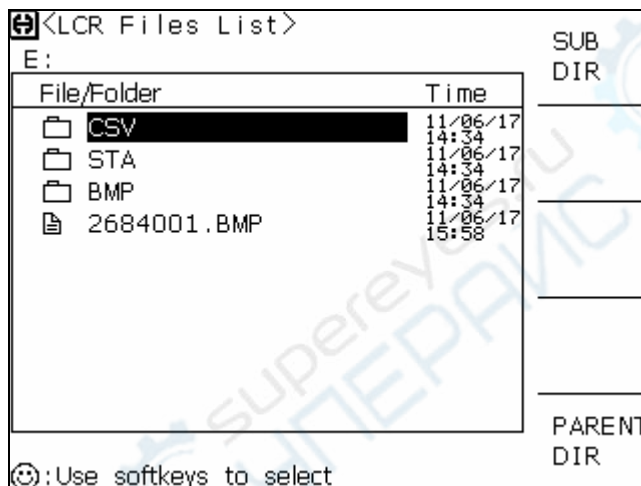 <LCR Files List>
E:
File/Folder Time
CSV 11/06/17 14:34
STA 11/06/17 14:34
BMP 11/06/17 14:34
2684001.BMP 11/06/17 15:58
SUB
DIR
PARENT
DIR
:Use softkeys to select
supereyes.ru